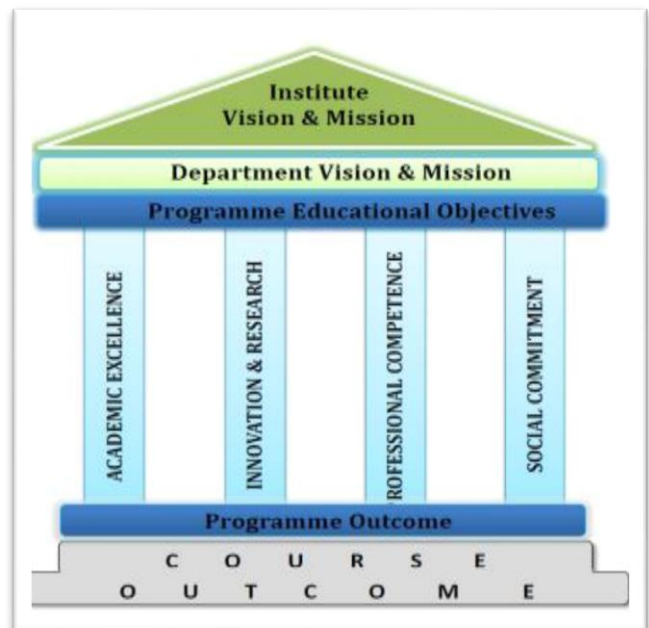 Institute
Vision & Mission
Department Vision & Mission
Programme Educational Objectives
ACADEMIC EXCELLENCE
INNOVATION & RESEARCH
ROFESSIONAL COMPETENCE
SOCIAL COMMITMENT
Programme Outcome
C O U R S E
O U T C O M E